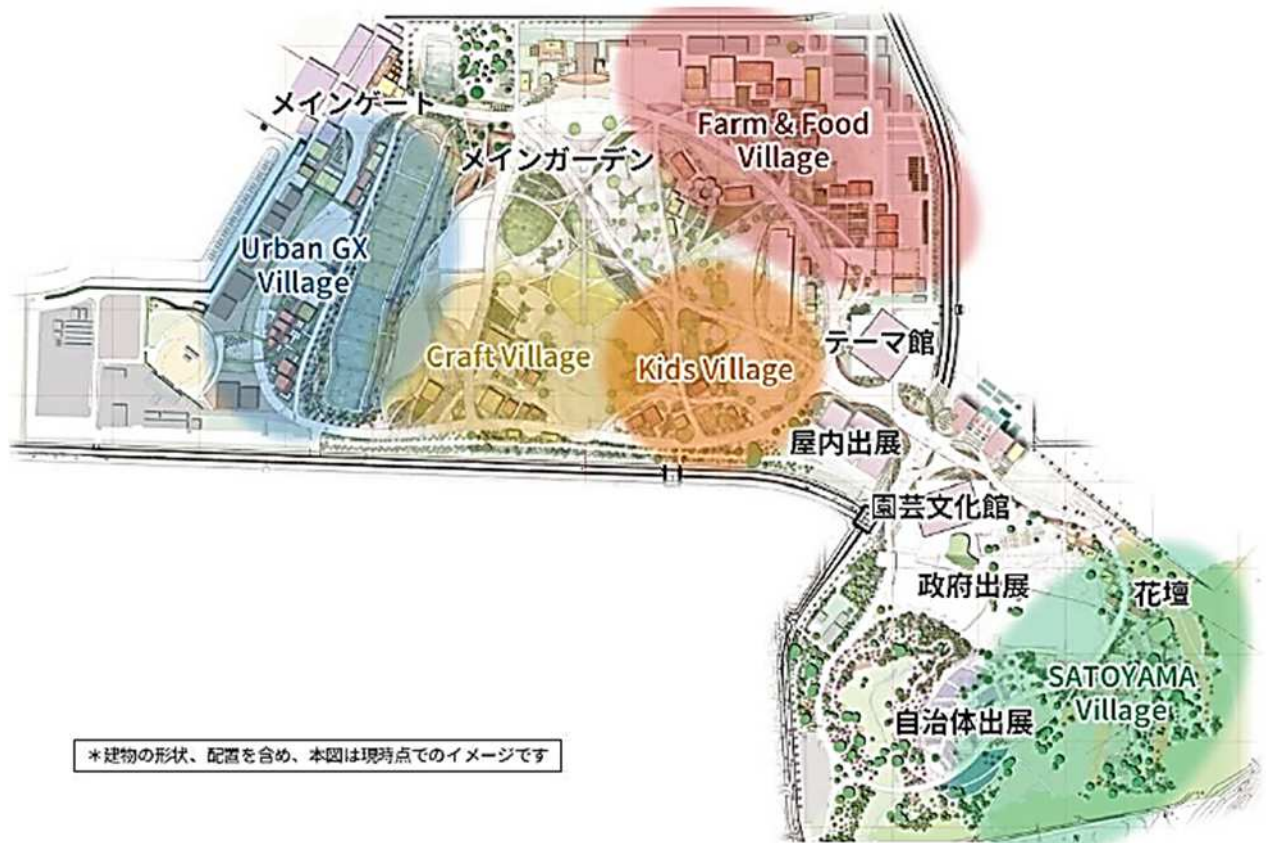 メインゲート
メインガーデン
Farm & Food
Village
Urban GX
Village
Craft Village
Kids Village
テーマ館
屋内出展
園芸文化館
政府出展
花壇
SATOYAMA
Village
自治体出展
*建物の形状、配置を含め、本図は現時点でのイメージです